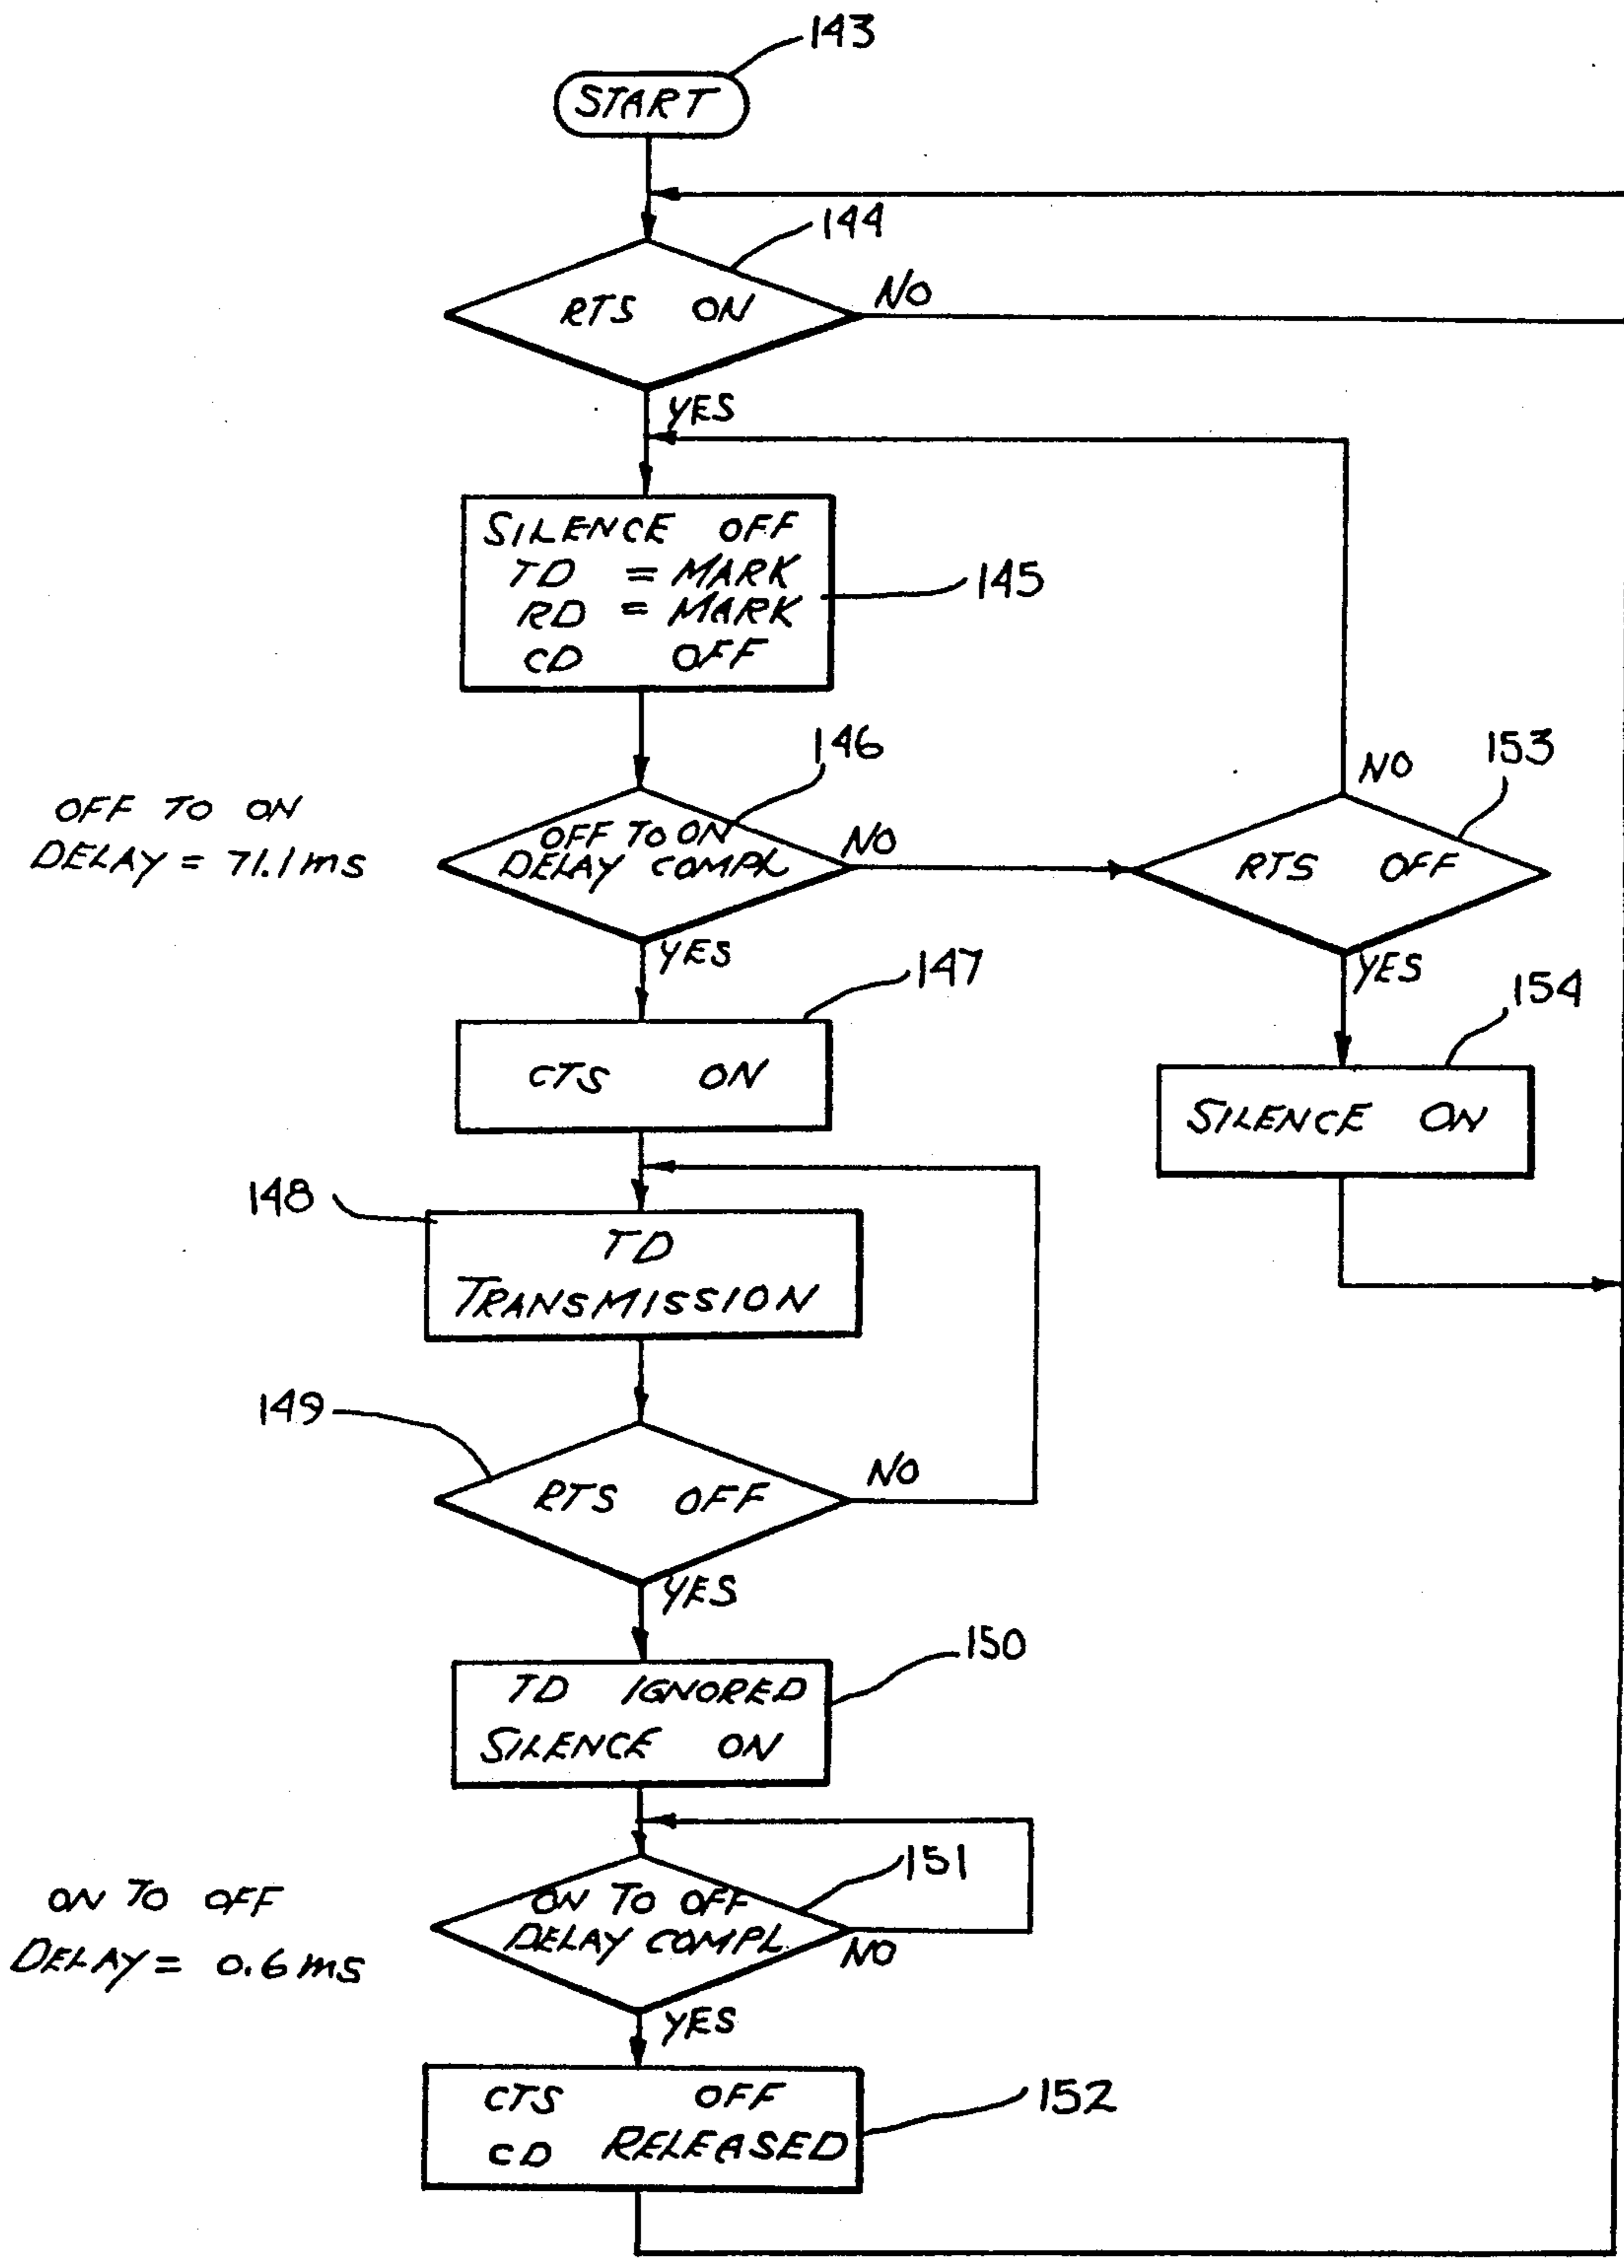 143
START
144
RTS ON
NO
YES
SILENCE OFF
TD = MARK
RD = MARK
CD OFF
145
146
OFF TO ON
DELAY = 71.1ms
OFF TO ON
DELAY COMPL
NO
YES
153
NO
RTS OFF
YES
147
CTS ON
154
SILENCE ON
148
TD
TRANSMISSION
149
RTS OFF
NO
YES
150
TD IGNORED
SILENCE ON
151
ON TO OFF
DELAY = 0.6ms
ON TO OFF
DELAY COMPL.
NO
YES
152
CTS OFF
CD RELEASED